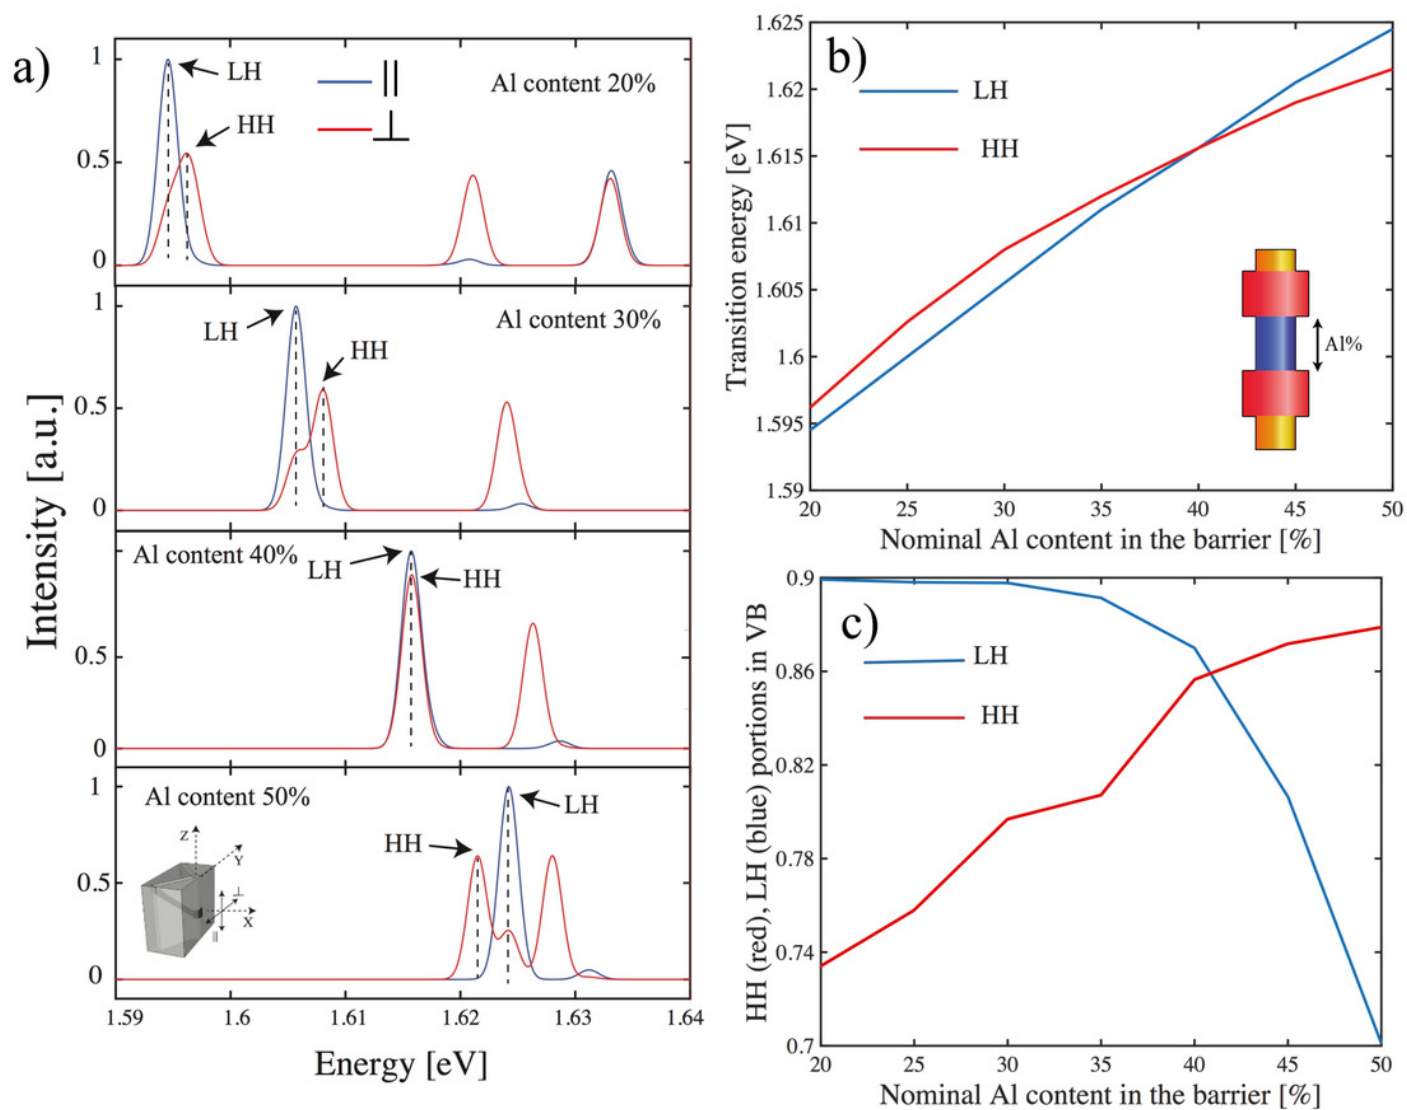 a)
Intensity [a.u.]
1
0.5
0
LH
HH
||
⊥
Al content 20%
1
0.5
0
LH
HH
Al content 30%
1
0.5
0
Al content 40%
LH
HH
1
0.5
0
Al content 50%
HH
LH
Z
Y
X
⊥
||
1.59 1.6 1.61 1.62 1.63 1.64
Energy [eV]
b)
Transition energy [eV]
1.625
1.62
1.615
1.61
1.605
1.6
1.595
1.59
LH
HH
Al%
20 25 30 35 40 45 50
Nominal Al content in the barrier [%]
c)
HH (red), LH (blue) portions in VB
0.9
0.86
0.82
0.78
0.74
0.7
LH
HH
20 25 30 35 40 45 50
Nominal Al content in the barrier [%]